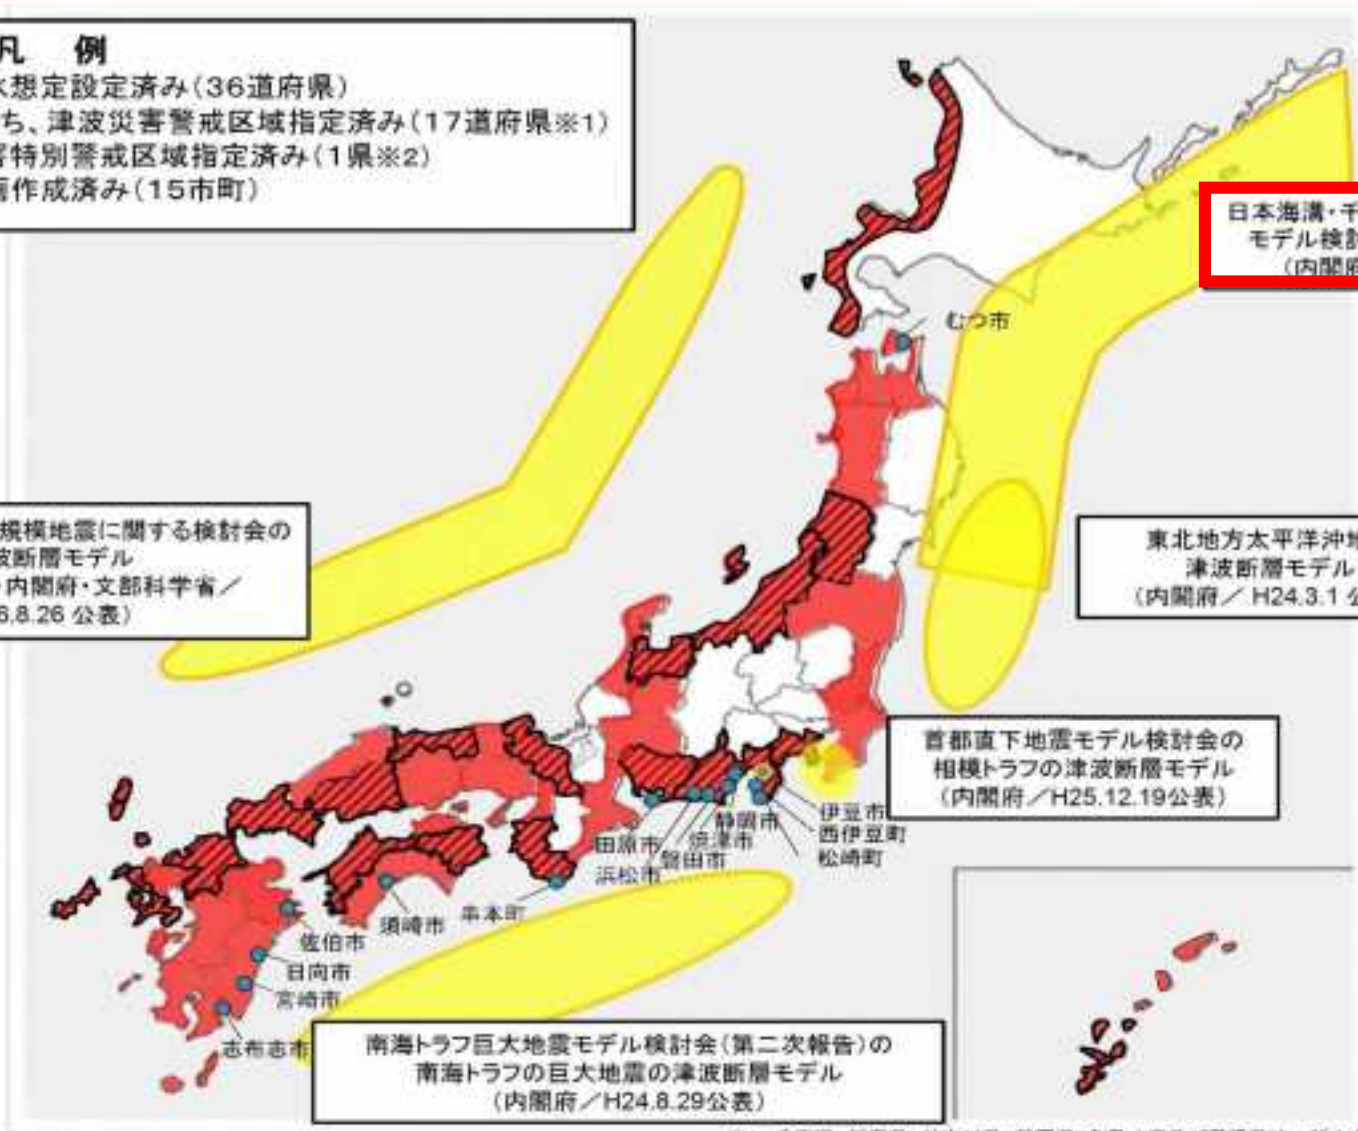 凡 例
水想定設定済み(36道府県)
ち、津波災害警戒区域指定済み(17道府県※1)
害特別警戒区域指定済み(1県※2)
画作成済み(15市町)
日本海溝・千
モデル検討
(内閣府
むつ市
規模地震に関する検討会の
波断層モデル
・内閣府・文部科学省/
6.8.26 公表)
東北地方太平洋沖地
津波断層モデル
(内閣府/H24.3.1 公
首都直下地震モデル検討会の
相模トラフの津波断層モデル
(内閣府/H25.12.19公表)
伊豆市
西伊豆町
松崎町
静岡市
焼津市
磐田市
田原市
浜松市
串本町
須崎市
佐伯市
日向市
宮崎市
志布志市
南海トラフ巨大地震モデル検討会(第二次報告)の
南海トラフの巨大地震の津波断層モデル
(内閣府/H24.8.29公表)